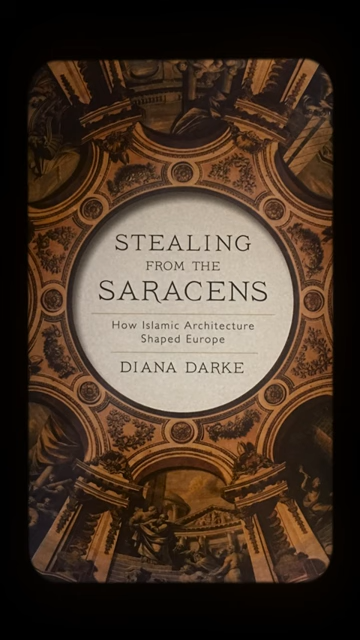 STEALING
FROM THE
SARACENS
How Islamic Architecture
Shaped Europe
DIANA DARKE